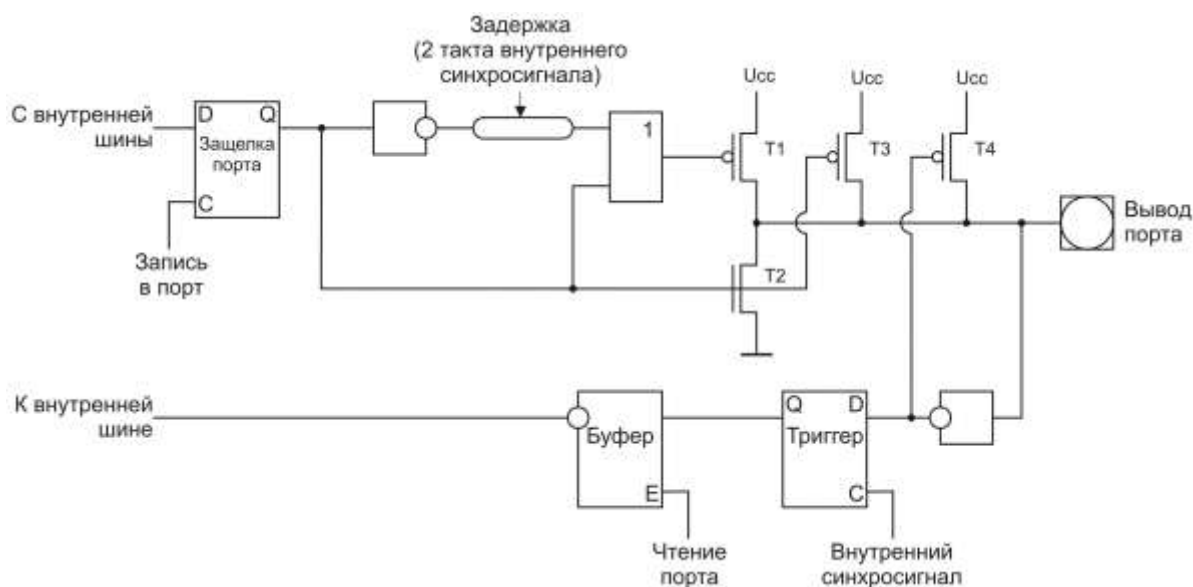 Задержка
(2 такта внутреннего
синхросигнала)
Ucc
Ucc
Ucc
С внутренней
шины
D
Q
Защелка
порта
C
1
T1
T3
T4
Вывод
порта
Запись
в порт
T2
К внутренней
шине
Буфер
E
Q
D
Триггер
C
Чтение
порта
Внутренний
синхросигнал